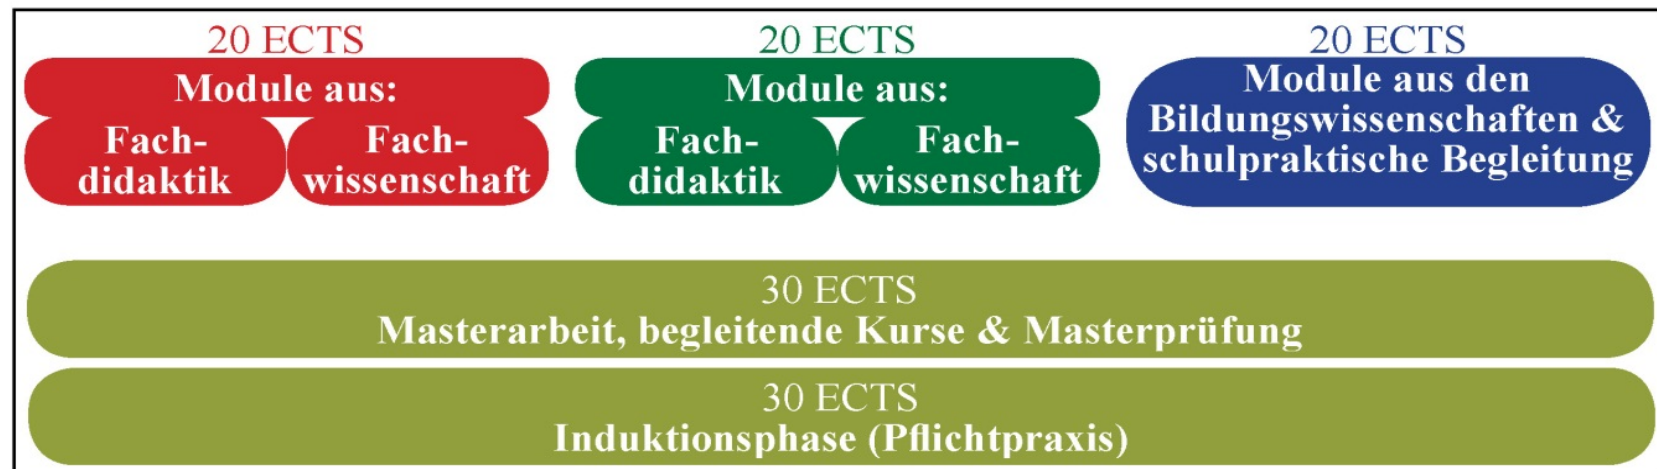 20 ECTS
Module aus:
Fach-
didaktik
Fach-
wissenschaft
20 ECTS
Module aus:
Fach-
didaktik
Fach-
wissenschaft
20 ECTS
Module aus den
Bildungswissenschaften &
schulpraktische Begleitung
30 ECTS
Masterarbeit, begleitende Kurse & Masterprüfung
30 ECTS
Induktionsphase (Pflichtpraxis)